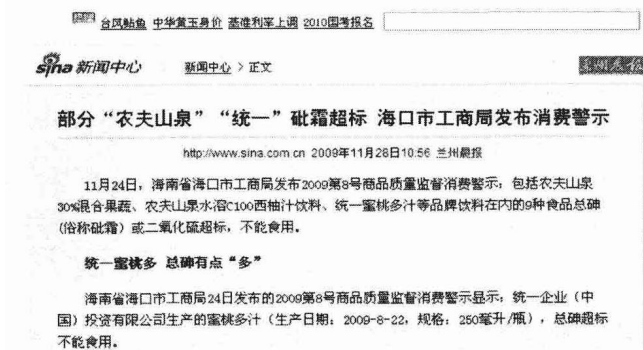 台风鲇鱼 中华黄玉身价 基准利率上调 2010国考报名
sina 新闻中心 新闻中心 > 正文
部分“农夫山泉”“统一”砒霜超标 海口市工商局发布消费警示
http://www.sina.com.cn 2009年11月28日10:56 兰州晨报
11月24日，海南省海口市工商局发布2009第8号商品质量监督消费警示：包括农夫山泉
30%混合果蔬、农夫山泉水溶C100西柚汁饮料、统一蜜桃多汁等品牌饮料在内的9种食品总砷
(俗称砒霜）或二氧化硫超标，不能食用。
统一蜜桃多 总砷有点“多”
海南省海口市工商局24日发布的2009第8号商品质量监督消费警示显示：统一企业（中
国）投资有限公司生产的蜜桃多汁（生产日期：2009-8-22，规格：250毫升/瓶），总砷超标
不能食用。